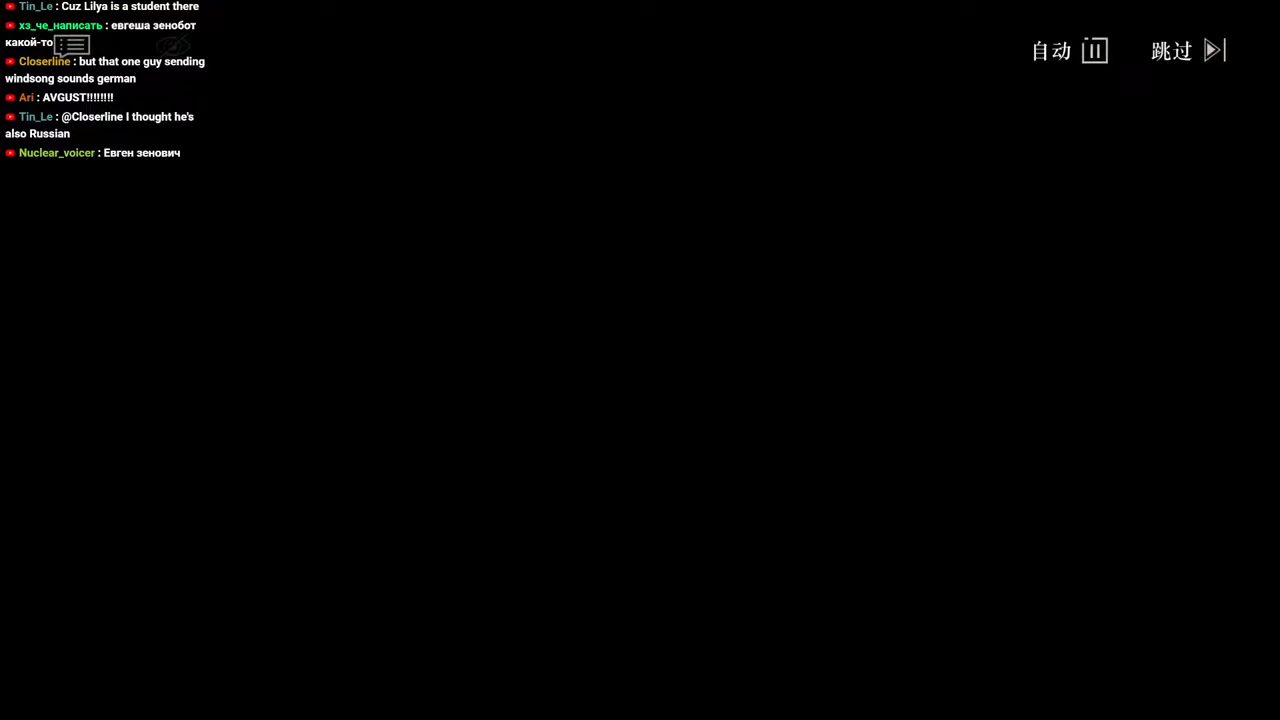 Tin_Le : Cuz Lilya is a student there
хз_че_написать : евгеша зенобот
какой-то
Closerline : but that one guy sending
windsong sounds german
Ari : AVGUST!!!!!!!!
Tin_Le : @Closerline I thought he's
also Russian
Nuclear_voicer : Евген зенович
自动
跳过